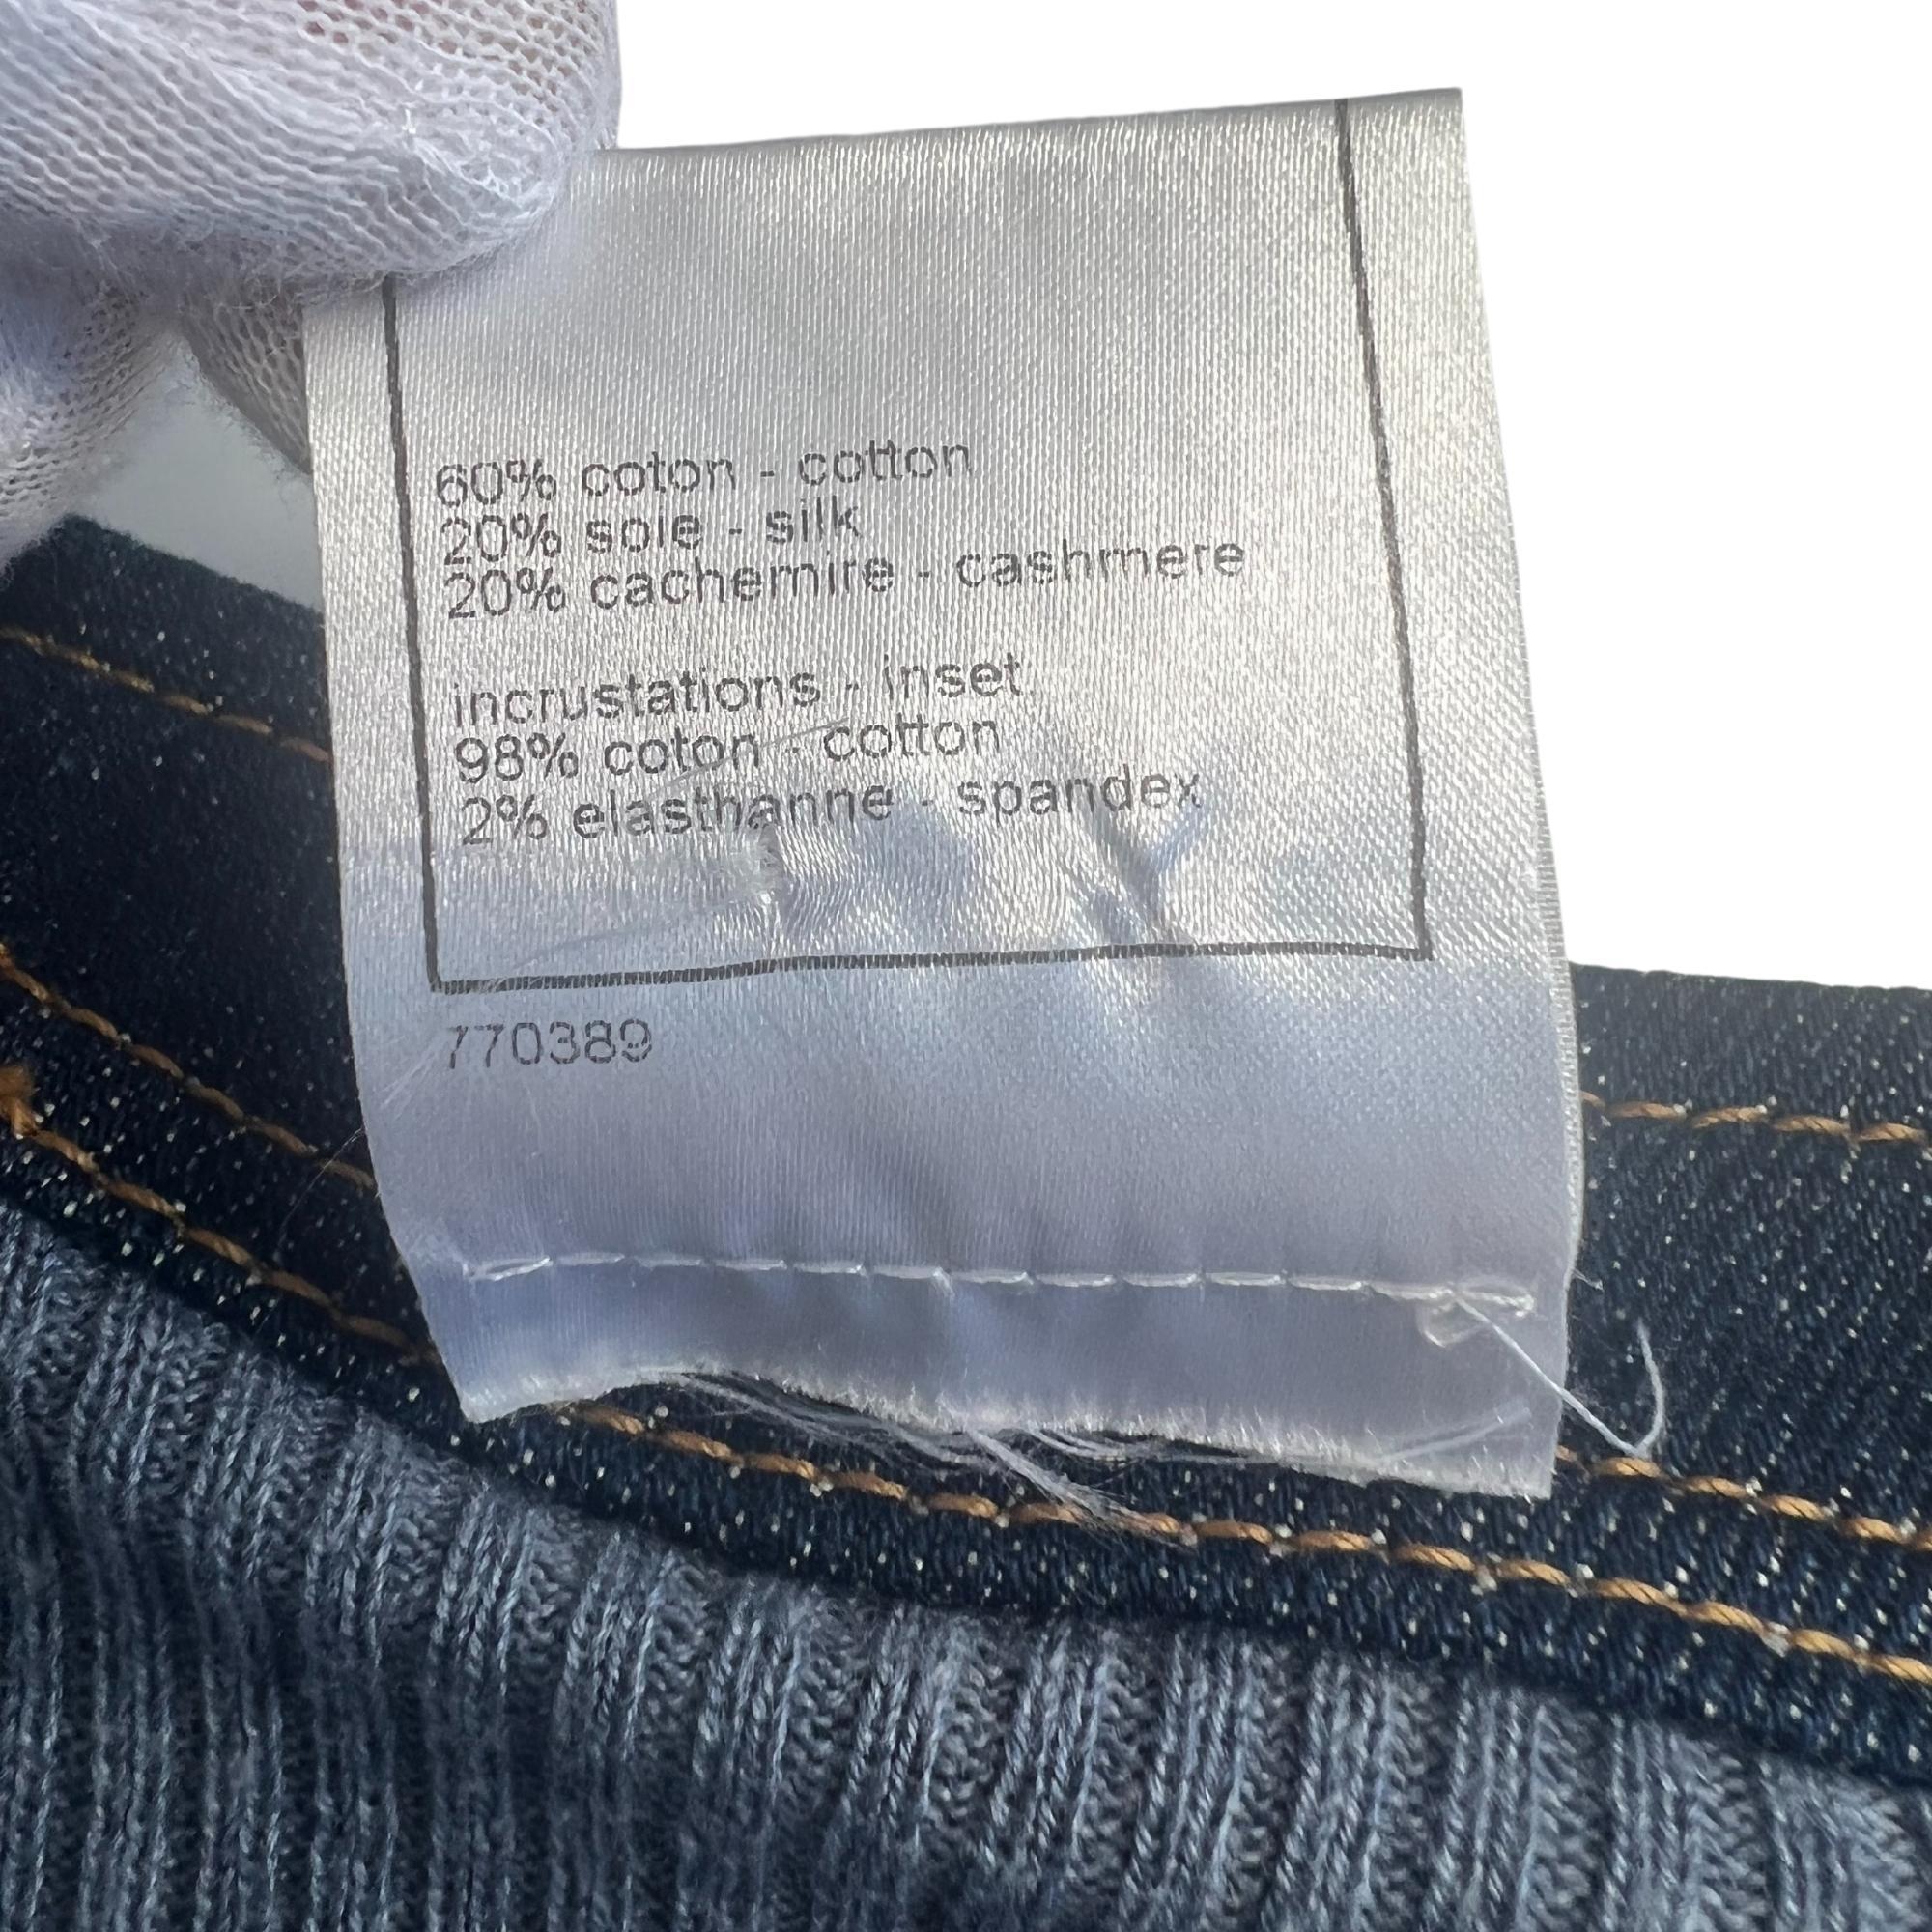 60% coton - cotton
20% soie - silk
20% cachemire - cashmere
incrustations - inset
98% coton - cotton
2% elasthanne - spandex
770389